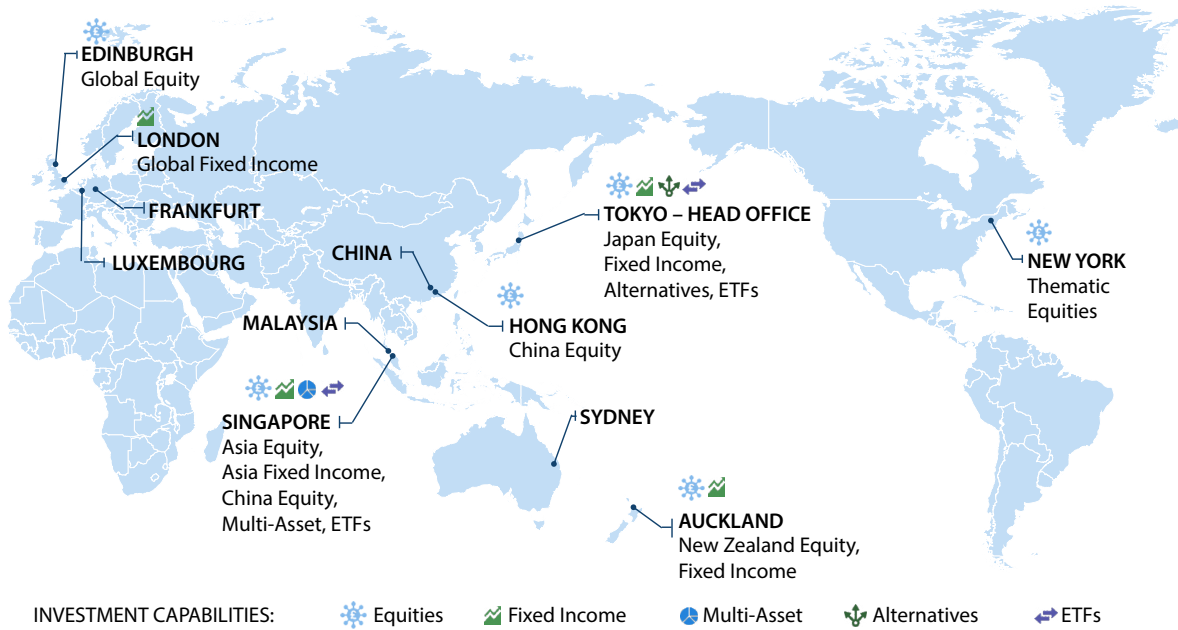 EDINBURGH
Global Equity
LONDON
Global Fixed Income
FRANKFURT
LUXEMBOURG
CHINA
TOKYO – HEAD OFFICE
Japan Equity,
Fixed Income,
Alternatives, ETFs
NEW YORK
Thematic
Equities
HONG KONG
China Equity
MALAYSIA
SINGAPORE
Asia Equity,
Asia Fixed Income,
China Equity,
Multi-Asset, ETFs
SYDNEY
AUCKLAND
New Zealand Equity,
Fixed Income
INVESTMENT CAPABILITIES: Equities Fixed Income Multi-Asset Alternatives ETFs